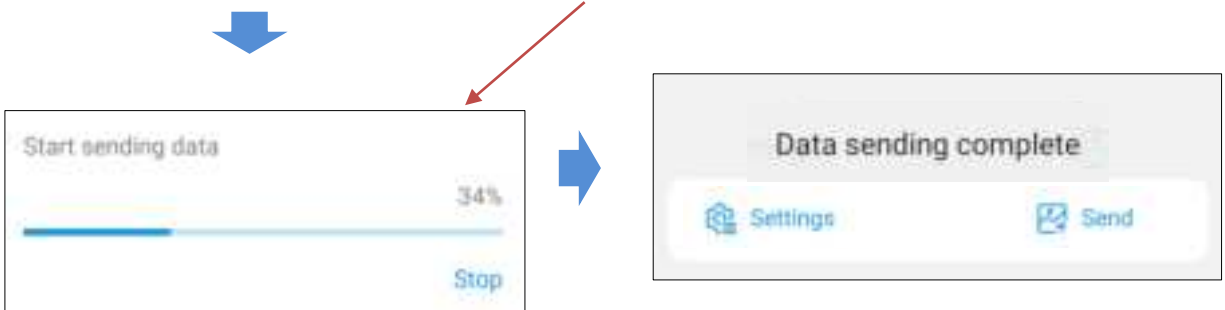 Start sending data
34%
Stop
Data sending complete
Settings
Send